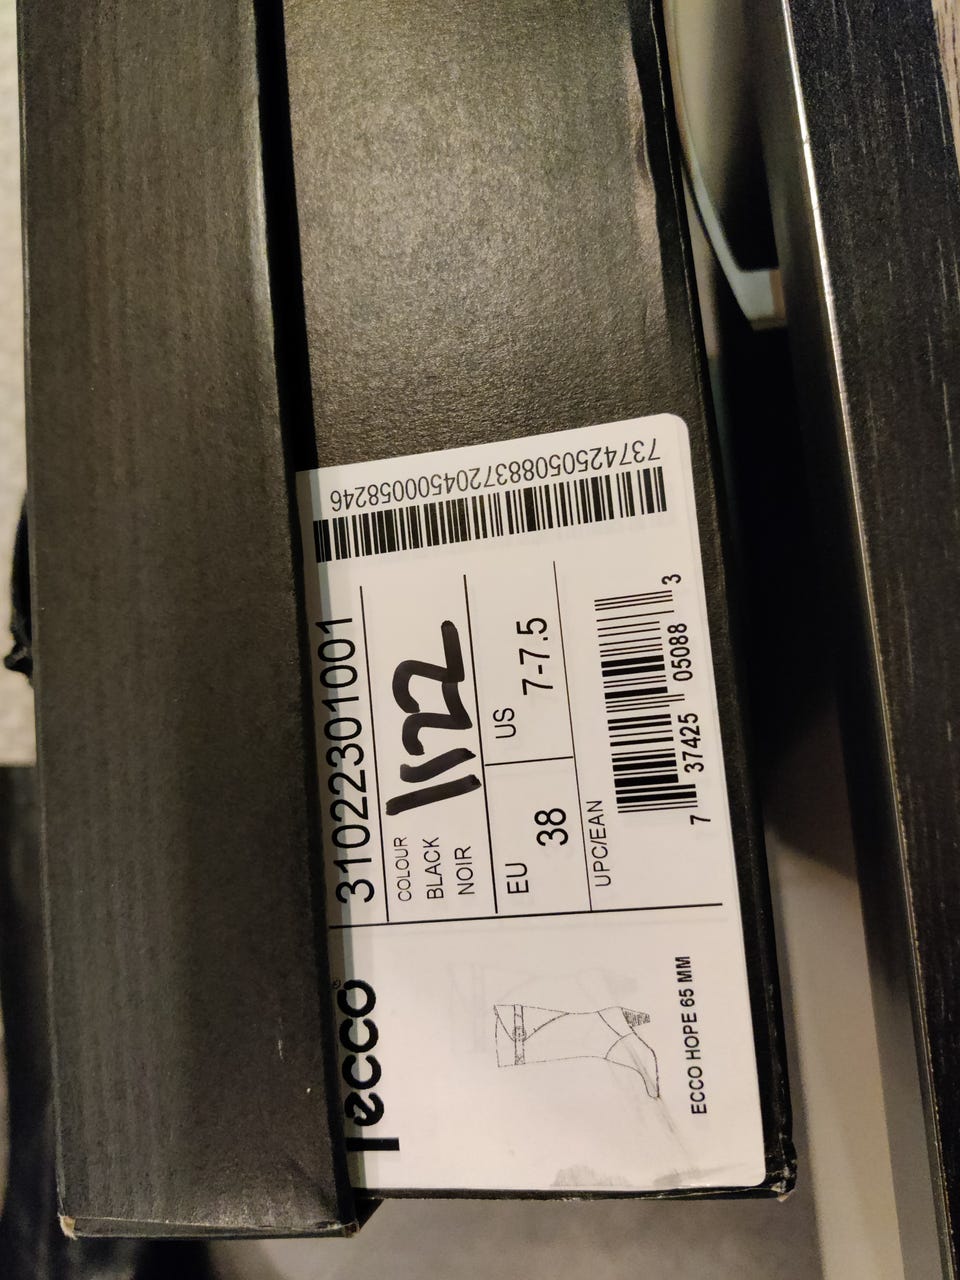 ecco®
31022301001
COLOUR
BLACK
NOIR
1122
EU
38
US
7-7.5
UPC/EAN
7 37425 05088 3
ECCO HOPE 65 MM
7374250508837204500058246